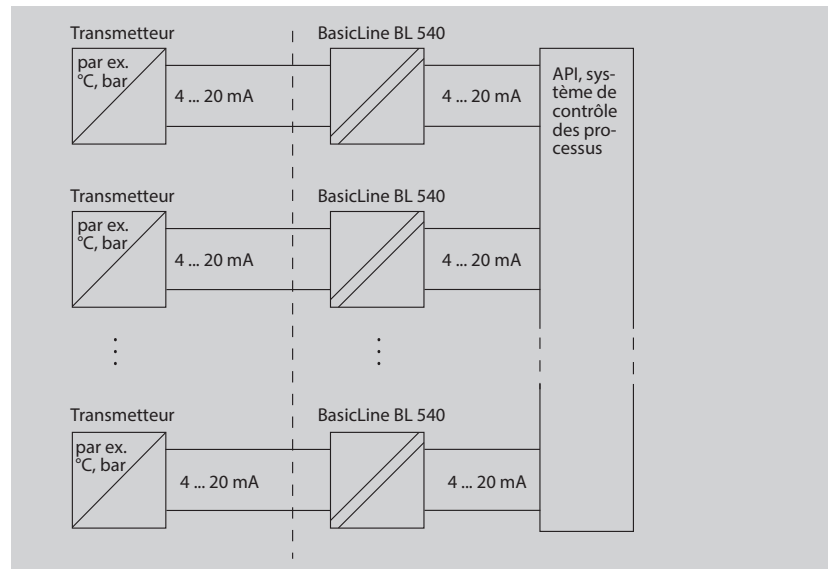 Transmetteur
BasicLine BL 540
par ex.
°C, bar
4 ... 20 mA
4 ... 20 mA
API, sys-
tème de
contrôle
des pro-
cessus
Transmetteur
BasicLine BL 540
par ex.
°C, bar
4 ... 20 mA
4 ... 20 mA
Transmetteur
BasicLine BL 540
par ex.
°C, bar
4 ... 20 mA
4 ... 20 mA